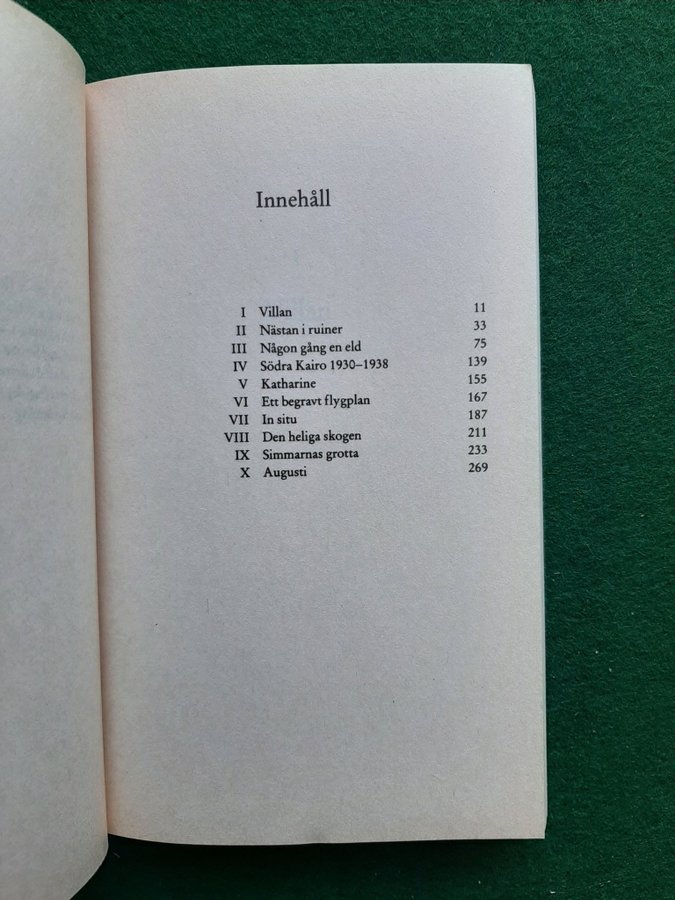 Innehåll
I Villan 11
II Nästan i ruiner 33
III Någon gång en eld 75
IV Södra Kairo 1930–1938 139
V Katharine 155
VI Ett begravt flygplan 167
VII In situ 187
VIII Den heliga skogen 211
IX Simmarnas grotta 233
X Augusti 269